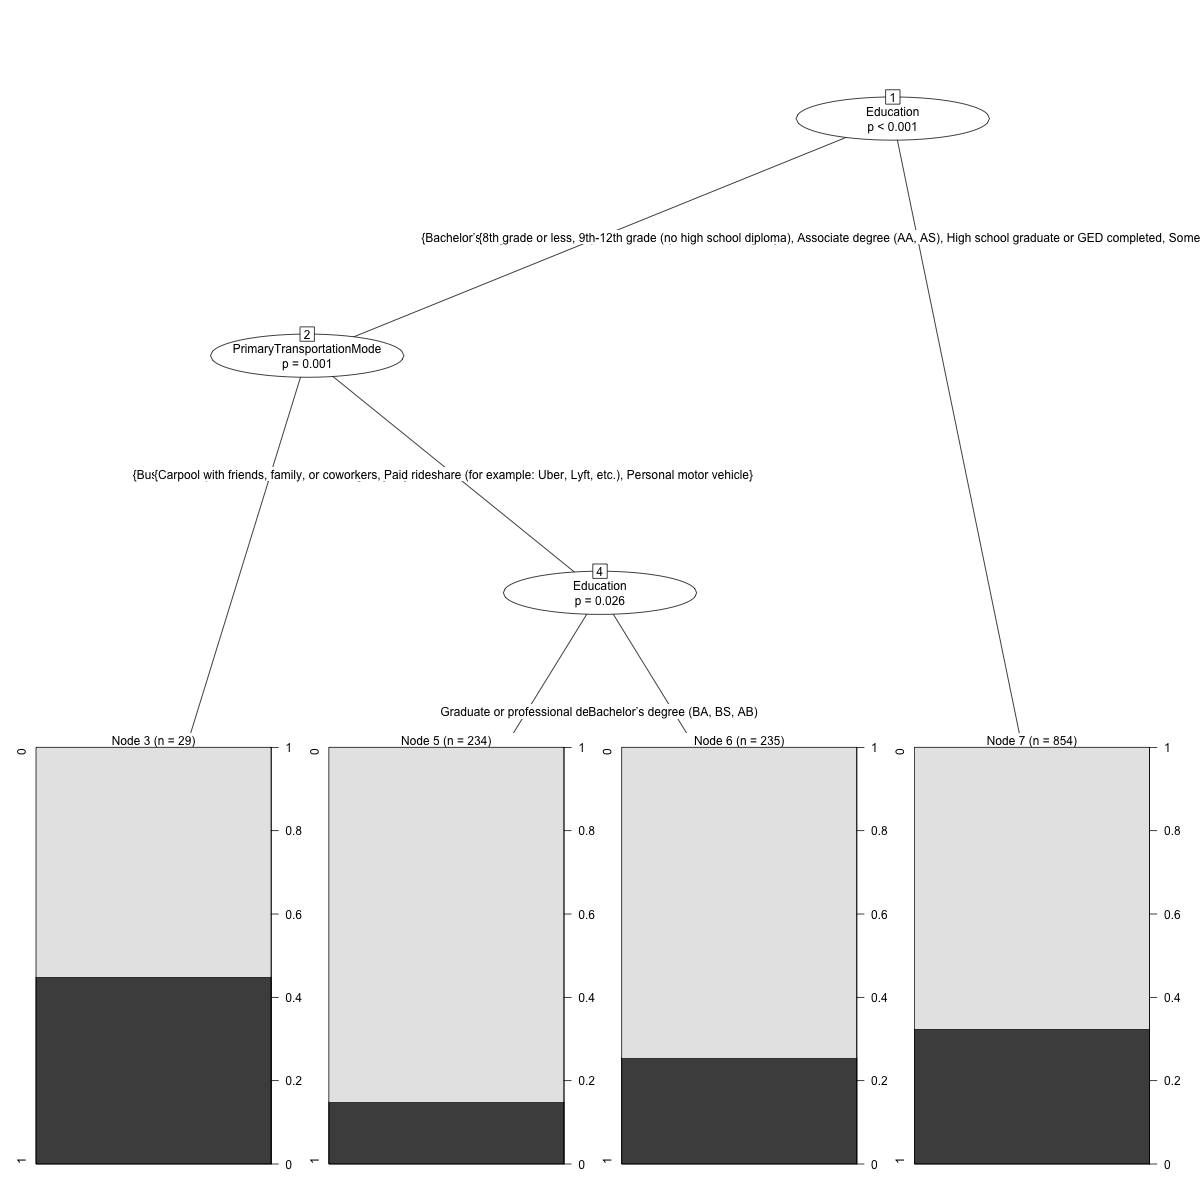 1
Education
p < 0.001
{Bachelor's
{8th grade or less, 9th-12th grade (no high school diploma), Associate degree (AA, AS), High school graduate or GED completed, Some
2
PrimaryTransportationMode
p = 0.001
{Bus
{Carpool with friends, family, or coworkers, Paid rideshare (for example: Uber, Lyft, etc.), Personal motor vehicle}
4
Education
p = 0.026
Graduate or professional de
Bachelor's degree (BA, BS, AB)
Node 3 (n = 29)
0
1
1
0.8
0.6
0.4
0.2
0
Node 5 (n = 234)
0
1
1
0.8
0.6
0.4
0.2
0
Node 6 (n = 235)
0
1
1
0.8
0.6
0.4
0.2
0
Node 7 (n = 854)
0
1
1
0.8
0.6
0.4
0.2
0